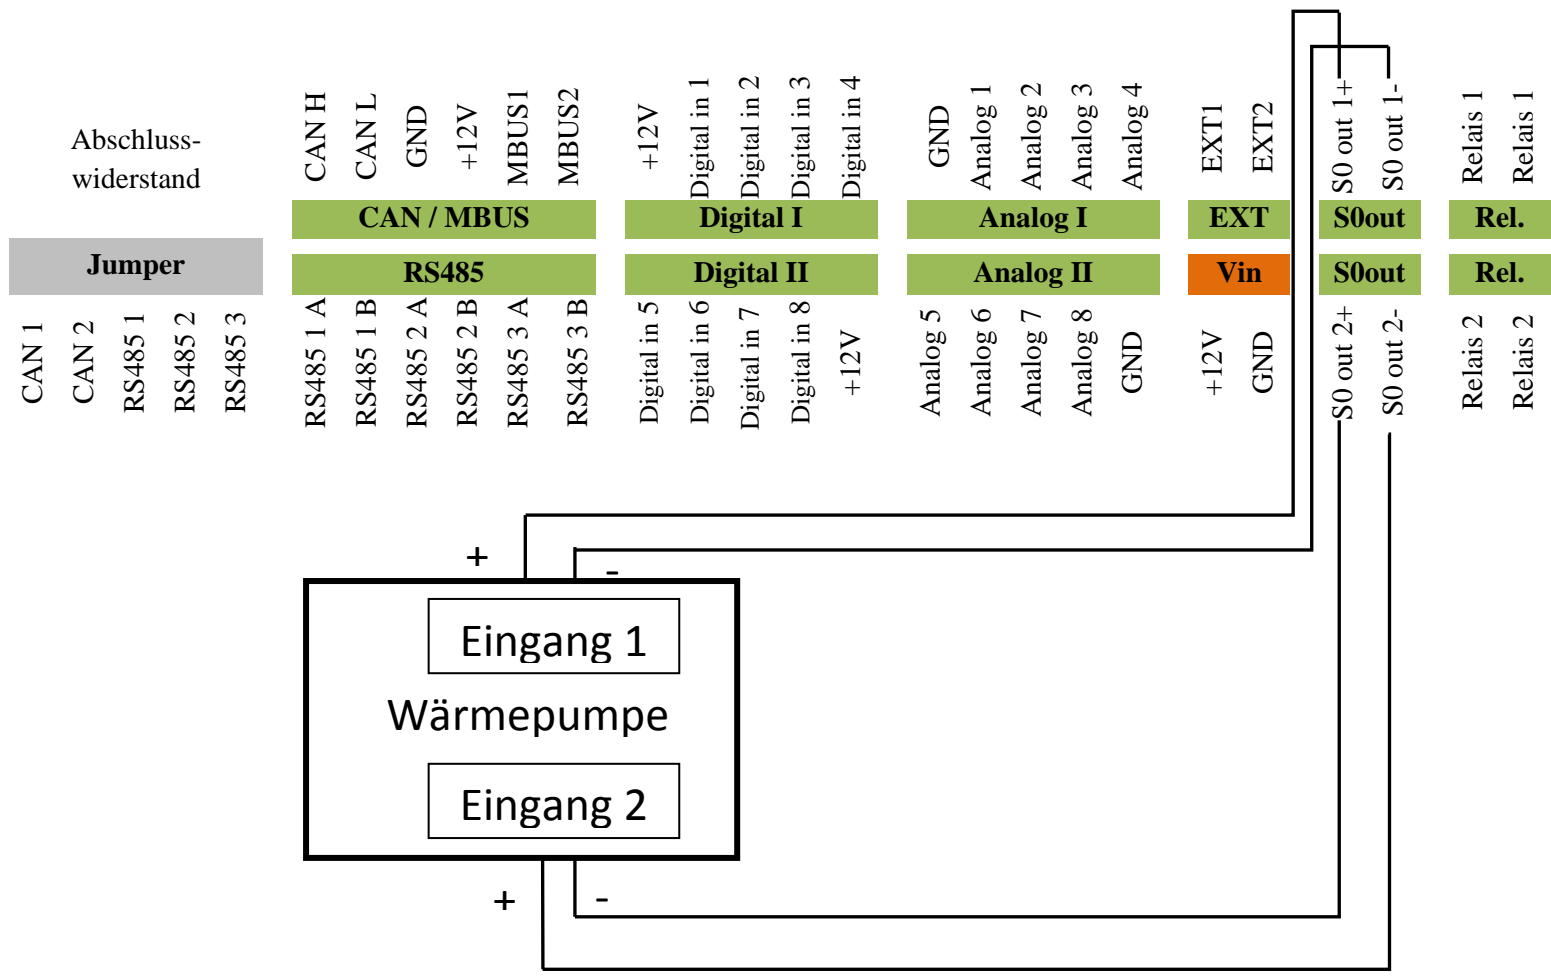 Abschluss-
widerstand
CAN H
CAN L
GND
+12V
MBUS1
MBUS2
+12V
Digital in 1
Digital in 2
Digital in 3
Digital in 4
GND
Analog 1
Analog 2
Analog 3
Analog 4
EXT1
EXT2
S0 out 1+
S0 out 1-
Relais 1
Relais 1
CAN / MBUS
Digital I
Analog I
EXT
S0out
Rel.
Jumper
RS485
Digital II
Analog II
Vin
S0out
Rel.
CAN 1
CAN 2
RS485 1
RS485 2
RS485 3
RS485 1 A
RS485 1 B
RS485 2 A
RS485 2 B
RS485 3 A
RS485 3 B
Digital in 5
Digital in 6
Digital in 7
Digital in 8
+12V
Analog 5
Analog 6
Analog 7
Analog 8
GND
+12V
GND
S0 out 2+
S0 out 2-
Relais 2
Relais 2
+
-
Eingang 1
Wärmepumpe
Eingang 2
+
-